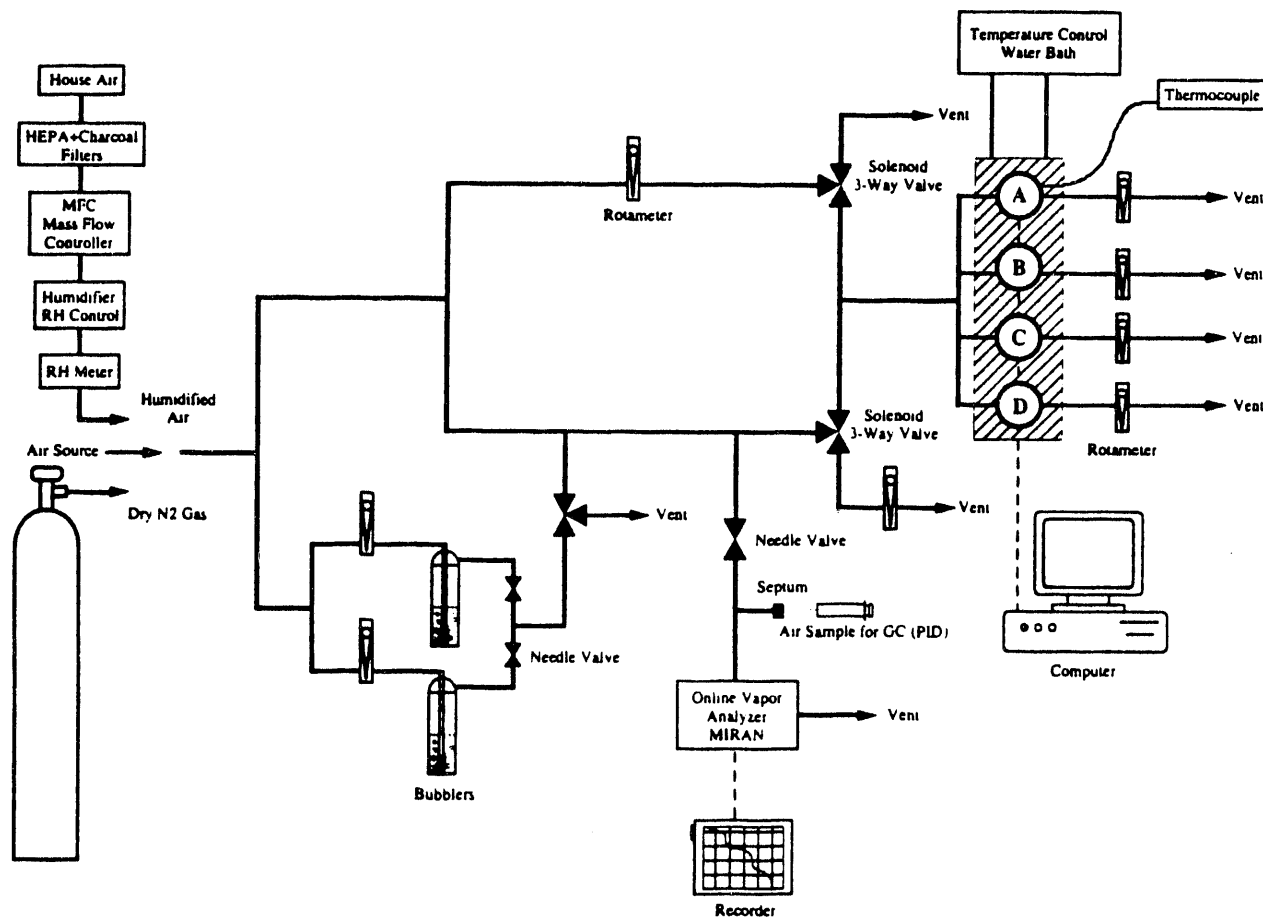 Temperature Control
Water Bath
House Air
Thermocouple
Vent
HEPA+Charcoal
Filters
Solenoid
3-Way Valve
MFC
Mass Flow
Controller
Rotameter
A
Vent
B
Vent
Humidifier
RH Control
C
Vent
RH Meter
D
Vent
Humidified
Air
Solenoid
3-Way Valve
Rotameter
Air Source
Dry N2 Gas
Vent
Vent
Needle Valve
Septum
Air Sample for GC (PID)
Needle Valve
Computer
Online Vapor
Analyzer
MIRAN
Vent
Bubblers
Recorder